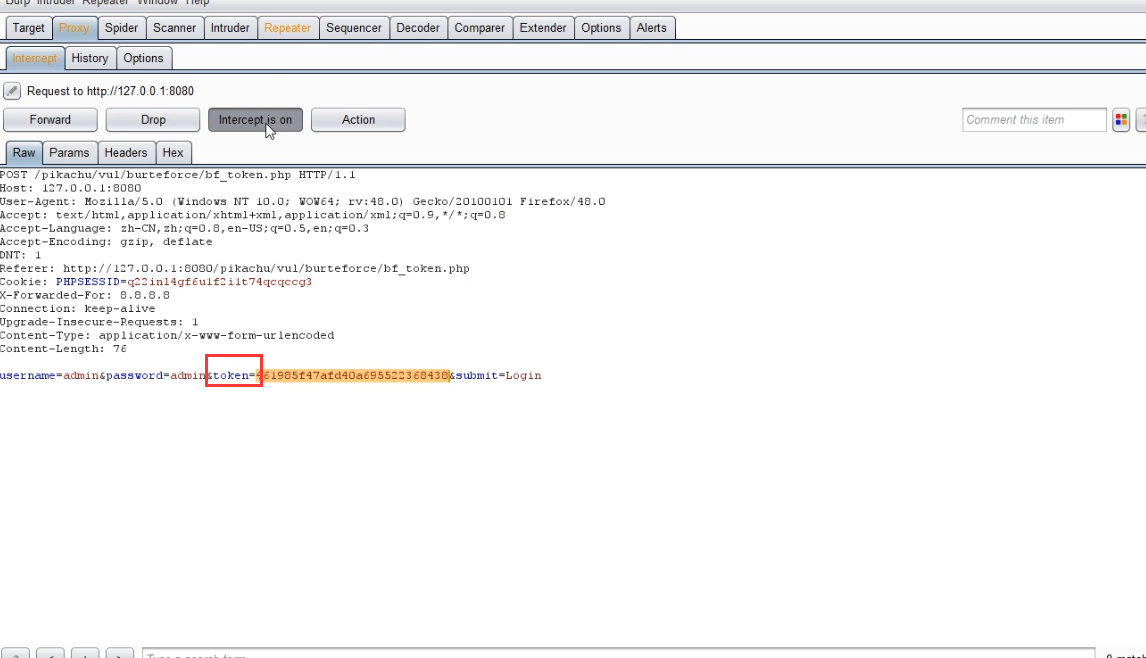 Burp Intruder Repeater Window Help
Target Proxy Spider Scanner Intruder Repeater Sequencer Decoder Comparer Extender Options Alerts
Intercept History Options
Request to http://127.0.0.1:8080
Forward Drop Intercept is on Action Comment this item ?
Raw Params Headers Hex
POST /pikachu/vul/burteforce/bf_token.php HTTP/1.1
Host: 127.0.0.1:8080
User-Agent: Mozilla/5.0 (Windows NT 10.0; WOW64; rv:48.0) Gecko/20100101 Firefox/48.0
Accept: text/html,application/xhtml+xml,application/xml;q=0.9,*/*;q=0.8
Accept-Language: zh-CN,zh;q=0.8,en-US;q=0.5,en;q=0.3
Accept-Encoding: gzip, deflate
DNT: 1
Referer: http://127.0.0.1:8080/pikachu/vul/burteforce/bf_token.php
Cookie: PHPSESSID=q22in14gf6u1f2i1t74qcqccg3
X-Forwarded-For: 8.8.8.8
Connection: keep-alive
Upgrade-Insecure-Requests: 1
Content-Type: application/x-www-form-urlencoded
Content-Length: 76
username=admin&password=admin&token=461985f47afd40a695522368438&submit=Login
? < + > Type a search term 0 match